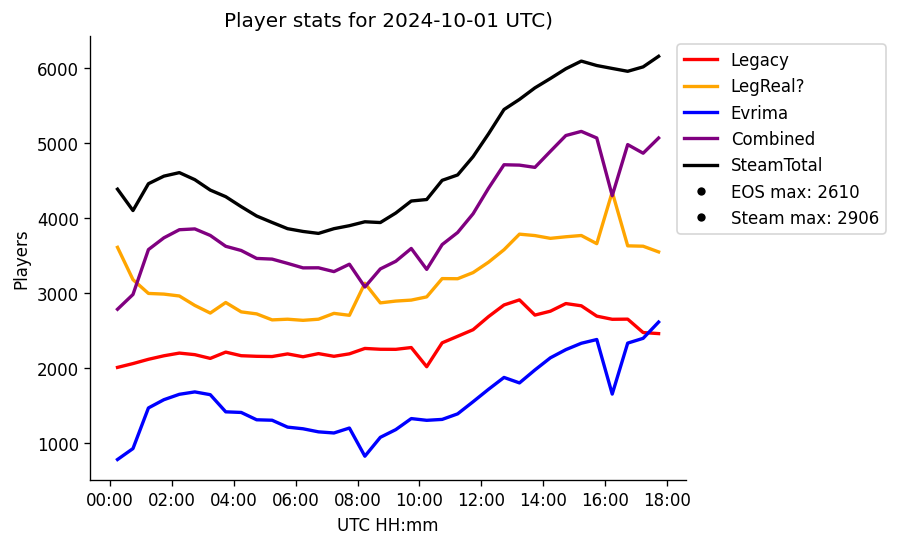 Player stats for 2024-10-01 UTC)
Players
6000
5000
4000
3000
2000
1000
00:00 02:00 04:00 06:00 08:00 10:00 12:00 14:00 16:00 18:00
UTC HH:mm
Legacy
LegReal?
Evrima
Combined
SteamTotal
EOS max: 2610
Steam max: 2906